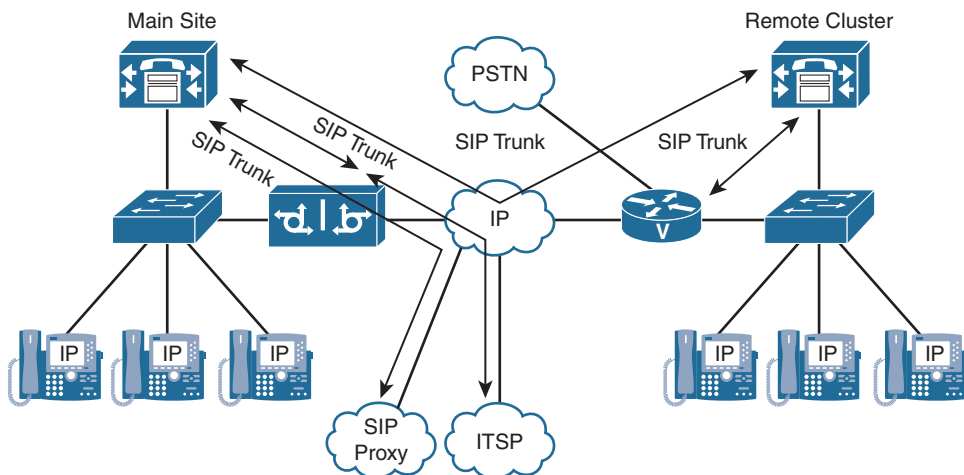 Main Site
Remote Cluster
PSTN
SIP Trunk
SIP Trunk
SIP Trunk
SIP Trunk
IP
V
IP
IP
IP
IP
IP
IP
SIP
Proxy
ITSP